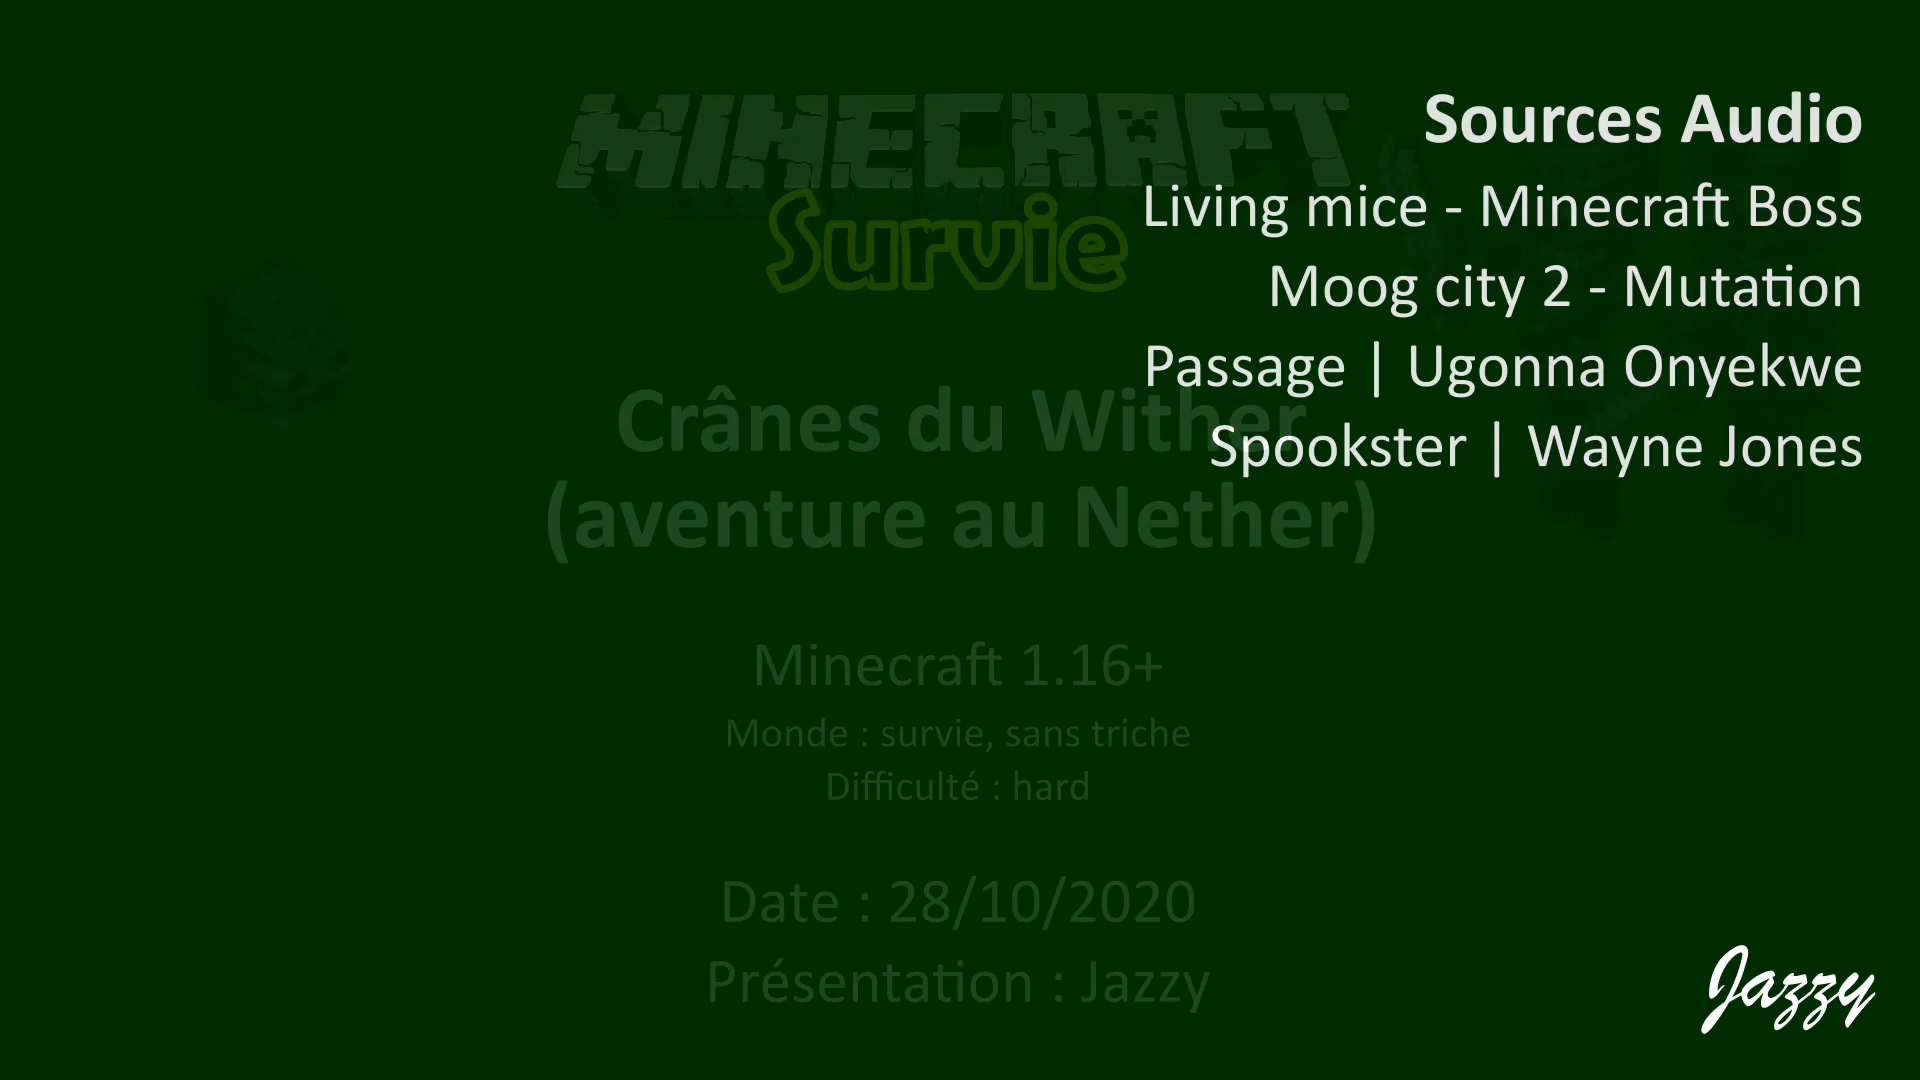 MINECRAFT
Survie
Sources Audio
Living mice - Minecraft Boss
Moog city 2 - Mutation
Passage | Ugonna Onyekwe
Spookster | Wayne Jones
Crânes du Wither
(aventure au Nether)
Minecraft 1.16+
Monde : survie, sans triche
Difficulté : hard
Date : 28/10/2020
Présentation : Jazzy
Jazzy